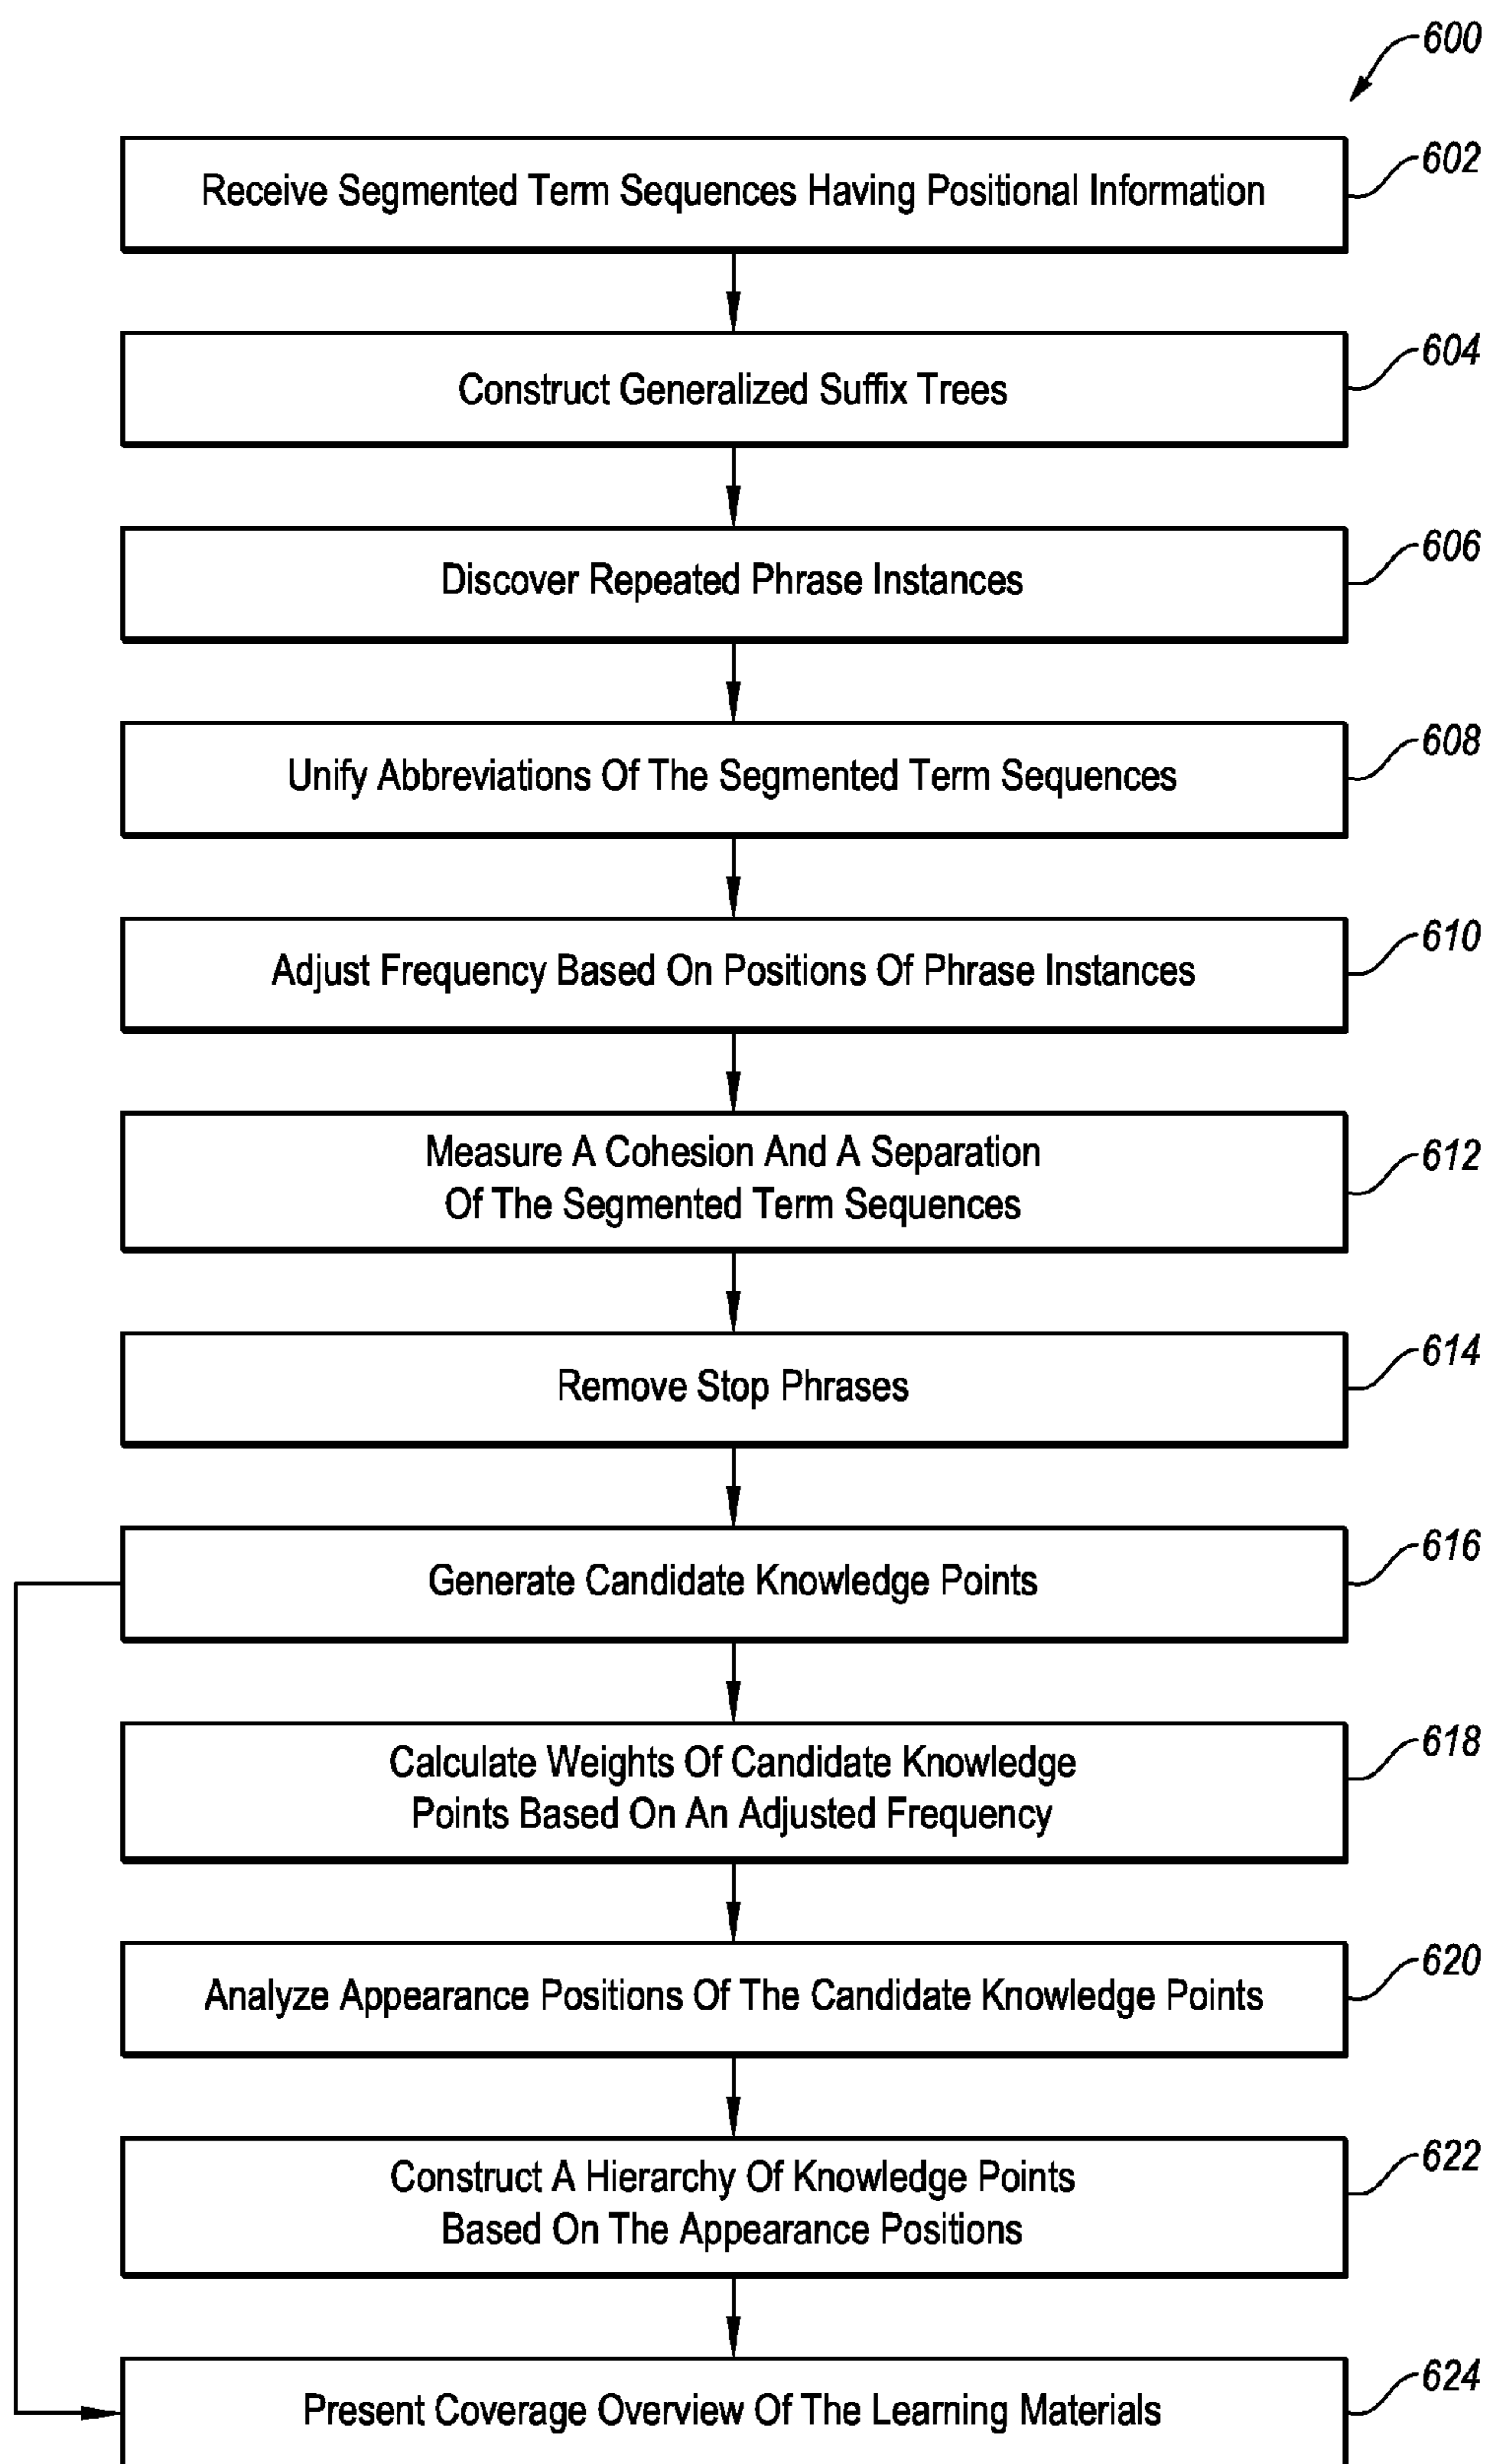 600
Receive Segmented Term Sequences Having Positional Information
602
Construct Generalized Suffix Trees
604
Discover Repeated Phrase Instances
606
Unify Abbreviations Of The Segmented Term Sequences
608
Adjust Frequency Based On Positions Of Phrase Instances
610
Measure A Cohesion And A Separation
Of The Segmented Term Sequences
612
Remove Stop Phrases
614
Generate Candidate Knowledge Points
616
Calculate Weights Of Candidate Knowledge
Points Based On An Adjusted Frequency
618
Analyze Appearance Positions Of The Candidate Knowledge Points
620
Construct A Hierarchy Of Knowledge Points
Based On The Appearance Positions
622
Present Coverage Overview Of The Learning Materials
624